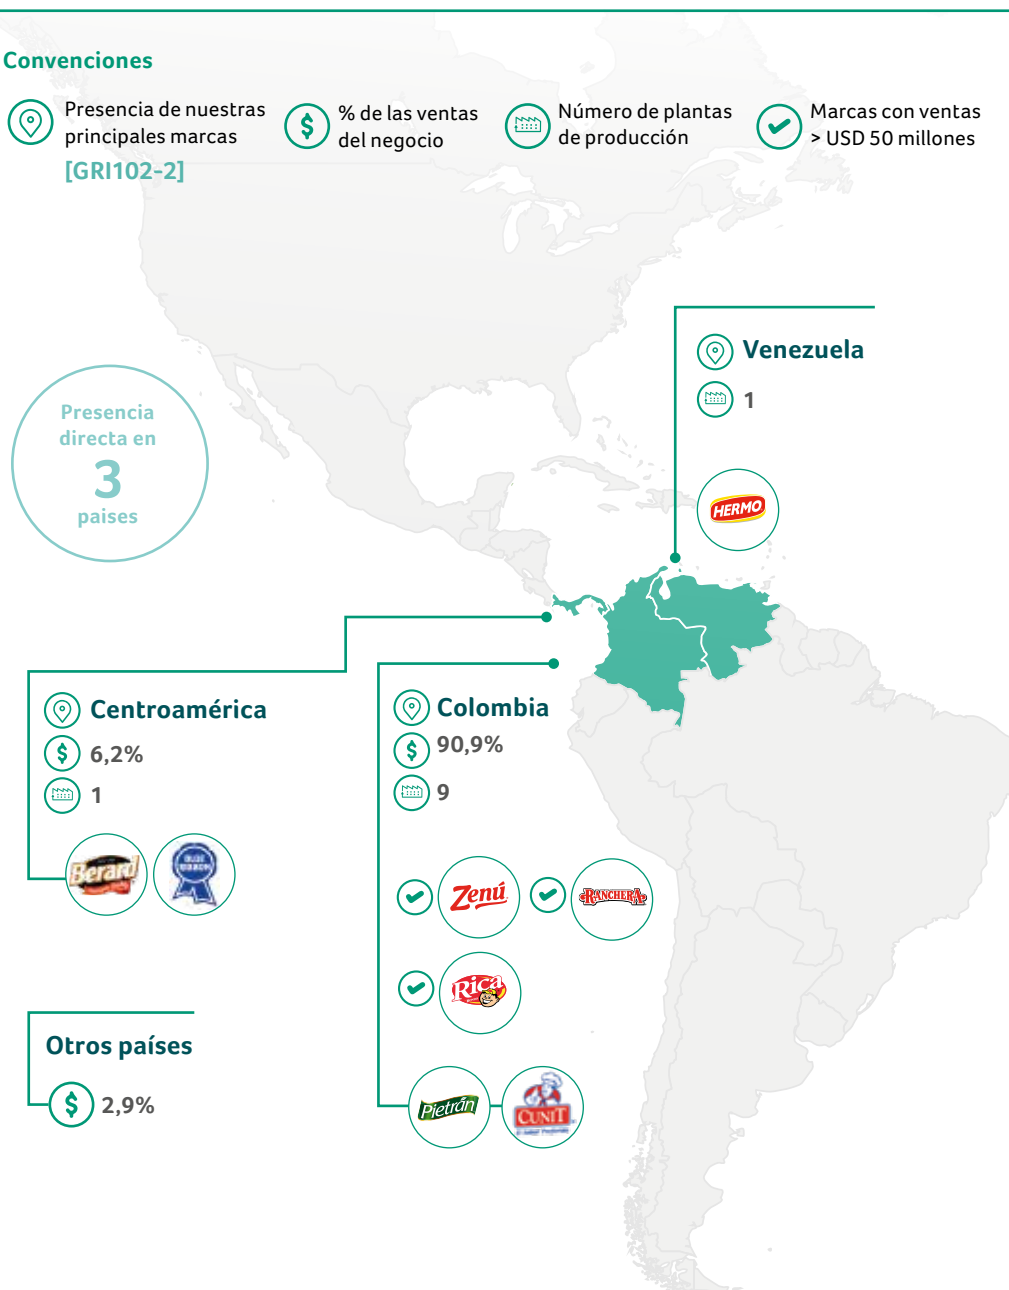 Convenciones
Presencia de nuestras
principales marcas
[GRI102-2]
% de las ventas
del negocio
Número de plantas
de producción
Marcas con ventas
> USD 50 millones
Presencia
directa en
3
paises
Venezuela
1
HERMO
Centroamérica
6,2%
1
Berard
BLUE
RIBBON
Colombia
90,9%
9
Zenú
RANCHERA
Rica
Pietrán
CUNIT
Otros países
2,9%